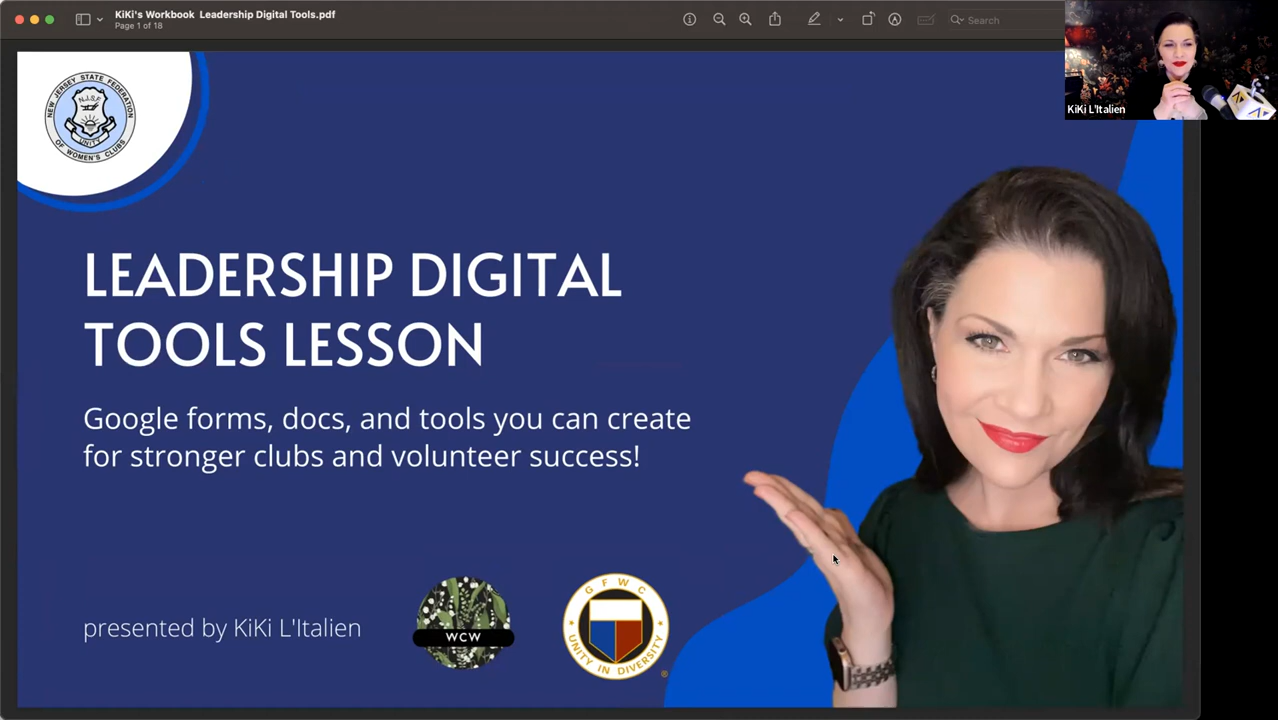 KiKi's Workbook  Leadership Digital Tools.pdf
Page 1 of 18
Search
KiKi L'Italien
NEW JERSEY STATE FEDERATION
N.J.S.F.
UNITY
OF WOMEN'S CLUBS
LEADERSHIP DIGITAL
TOOLS LESSON
Google forms, docs, and tools you can create
for stronger clubs and volunteer success!
presented by KiKi L'Italien
WCW
GFWC
UNITY IN DIVERSITY
®